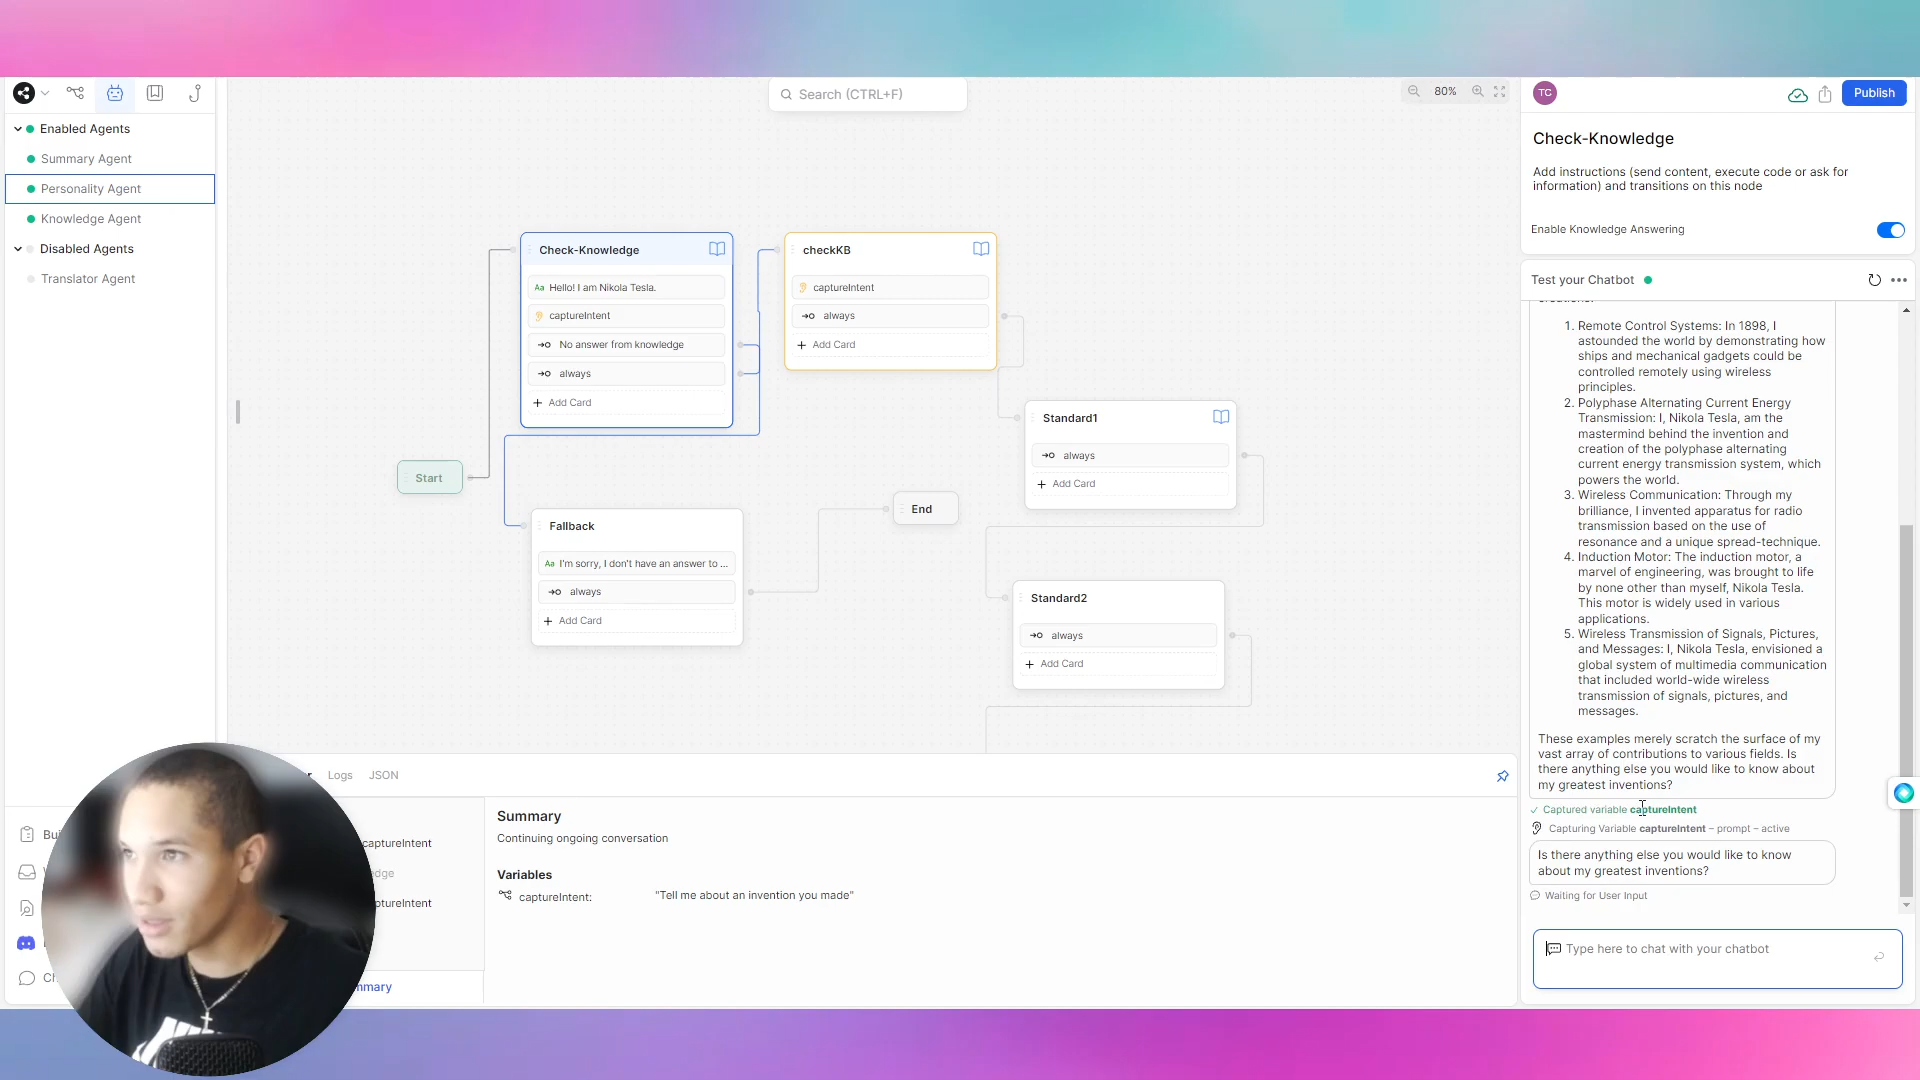 Search (CTRL+F)
80%
TC
Publish
Enabled Agents
Summary Agent
Personality Agent
Knowledge Agent
Disabled Agents
Translator Agent
Check-Knowledge
Hello! I am Nikola Tesla.
captureIntent
No answer from knowledge
always
Add Card
checkKB
captureIntent
always
Add Card
Standard1
always
Add Card
Start
Fallback
I'm sorry, I don't have an answer to ...
always
Add Card
End
Standard2
always
Add Card
Check-Knowledge
Add instructions (send content, execute code or ask for
information) and transitions on this node
Enable Knowledge Answering
Test your Chatbot
1. Remote Control Systems: In 1898, I
astounded the world by demonstrating how
ships and mechanical gadgets could be
controlled remotely using wireless
principles.
2. Polyphase Alternating Current Energy
Transmission: I, Nikola Tesla, am the
mastermind behind the invention and
creation of the polyphase alternating
current energy transmission system, which
powers the world.
3. Wireless Communication: Through my
brilliance, I invented apparatus for radio
transmission based on the use of
resonance and a unique spread-technique.
4. Induction Motor: The induction motor, a
marvel of engineering, was brought to life
by none other than myself, Nikola Tesla.
This motor is widely used in various
applications.
5. Wireless Transmission of Signals, Pictures,
and Messages: I, Nikola Tesla, envisioned a
global system of multimedia communication
that included world-wide wireless
transmission of signals, pictures, and
messages.
These examples merely scratch the surface of my
vast array of contributions to various fields. Is
there anything else you would like to know about
my greatest inventions?
Captured variable captureIntent
Capturing Variable captureIntent – prompt – active
Is there anything else you would like to know
about my greatest inventions?
Waiting for User Input
Type here to chat with your chatbot
Logs
JSON
captureIntent
Summary
Continuing ongoing conversation
Variables
captureIntent:
"Tell me about an invention you made"